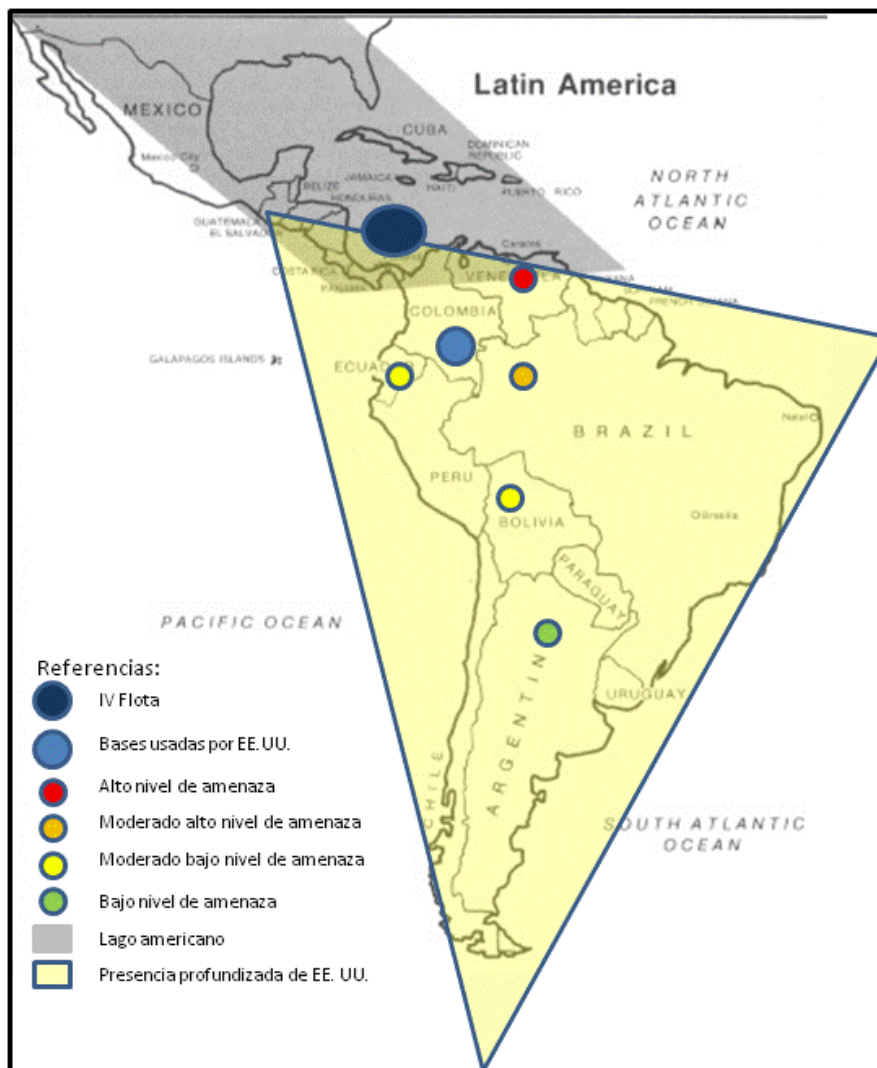 Latin America
MEXICO
Mexico City
CUBA
DOMINICAN
REPUBLIC
JAMAICA
HAITI
PUERTO RICO
BELIZE
HONDURAS
GUATEMALA
EL SALVADOR
NORTH
ATLANTIC
OCEAN
COSTA RICA
PANAMA
Caracas
VENEZUELA
FRENCH GUIANA
COLOMBIA
GALAPAGOS ISLANDS
ECUADOR
BRAZIL
Natal
PERU
BOLIVIA
PARAGUAY
PACIFIC OCEAN
URUGUAY
ARGENTIN
CHILE
SOUTH ATLANTIC
OCEAN
Referencias:
IV Flota
Bases usadas por EE. UU.
Alto nivel de amenaza
Moderado alto nivel de amenaza
Moderado bajo nivel de amenaza
Bajo nivel de amenaza
Lago americano
Presencia profundizada de EE. UU.